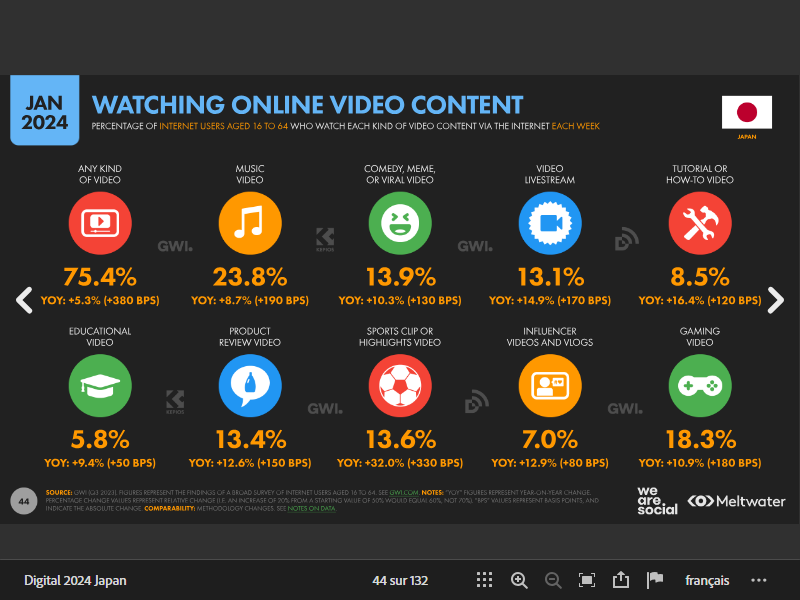 JAN
2024
WATCHING ONLINE VIDEO CONTENT
PERCENTAGE OF INTERNET USERS AGED 16 TO 64 WHO WATCH EACH KIND OF VIDEO CONTENT VIA THE INTERNET EACH WEEK
JAPAN
ANY KIND
OF VIDEO
MUSIC
VIDEO
COMEDY, MEME,
OR VIRAL VIDEO
VIDEO
LIVESTREAM
TUTORIAL OR
HOW-TO VIDEO
GWI.
KEPIOS
GWI.
75.4%
23.8%
13.9%
13.1%
8.5%
YOY: +5.3% (+380 BPS)
YOY: +8.7% (+190 BPS)
YOY: +10.3% (+130 BPS)
YOY: +14.9% (+170 BPS)
YOY: +16.4% (+120 BPS)
EDUCATIONAL
VIDEO
PRODUCT
REVIEW VIDEO
SPORTS CLIP OR
HIGHLIGHTS VIDEO
INFLUENCER
VIDEOS AND VLOGS
GAMING
VIDEO
KEPIOS
GWI.
GWI.
5.8%
13.4%
13.6%
7.0%
18.3%
YOY: +9.4% (+50 BPS)
YOY: +12.6% (+150 BPS)
YOY: +32.0% (+330 BPS)
YOY: +12.9% (+80 BPS)
YOY: +10.9% (+180 BPS)
44
SOURCE: GWI (Q3 2023). FIGURES REPRESENT THE FINDINGS OF A BROAD SURVEY OF INTERNET USERS AGED 16 TO 64. SEE GWI.COM. NOTES: "YOY" FIGURES REPRESENT YEAR-ON-YEAR CHANGE.
PERCENTAGE CHANGE VALUES REPRESENT RELATIVE CHANGE (I.E. AN INCREASE OF 20% FROM A STARTING VALUE OF 50% WOULD EQUAL 60%, NOT 70%). "BPS" VALUES REPRESENT BASIS POINTS, AND
INDICATE THE ABSOLUTE CHANGE. COMPARABILITY: METHODOLOGY CHANGES. SEE NOTES ON DATA.
we
are.
social
Meltwater
Digital 2024 Japan
44 sur 132
français